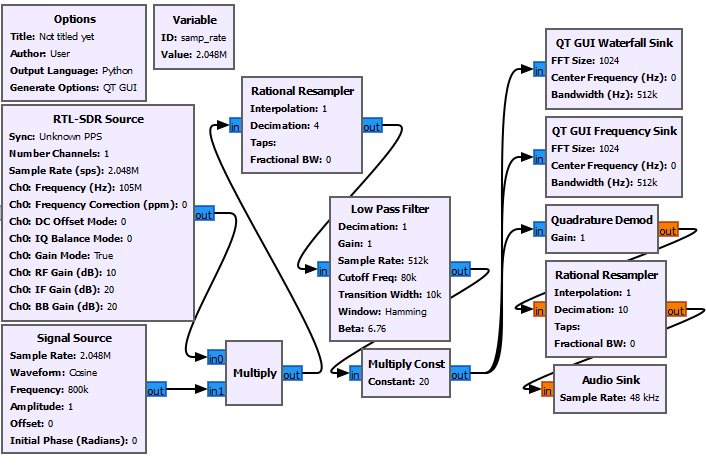 Options
Title: Not titled yet
Author: User
Output Language: Python
Generate Options: QT GUI
Variable
ID: samp_rate
Value: 2.048M
RTL-SDR Source
Sync: Unknown PPS
Number Channels: 1
Sample Rate (sps): 2.048M
Ch0: Frequency (Hz): 105M
Ch0: Frequency Correction (ppm): 0
Ch0: DC Offset Mode: 0
Ch0: IQ Balance Mode: 0
Ch0: Gain Mode: True
Ch0: RF Gain (dB): 10
Ch0: IF Gain (dB): 20
Ch0: BB Gain (dB): 20
out
Signal Source
Sample Rate: 2.048M
Waveform: Cosine
Frequency: 800k
Amplitude: 1
Offset: 0
Initial Phase (Radians): 0
out
in0
in1
Multiply
out
Rational Resampler
Interpolation: 1
Decimation: 4
Taps:
Fractional BW: 0
in
out
Low Pass Filter
Decimation: 1
Gain: 1
Sample Rate: 512k
Cutoff Freq: 80k
Transition Width: 10k
Window: Hamming
Beta: 6.76
in
out
Multiply Const
Constant: 20
in
out
QT GUI Waterfall Sink
FFT Size: 1024
Center Frequency (Hz): 0
Bandwidth (Hz): 512k
in
QT GUI Frequency Sink
FFT Size: 1024
Center Frequency (Hz): 0
Bandwidth (Hz): 512k
in
Quadrature Demod
Gain: 1
in
out
Rational Resampler
Interpolation: 1
Decimation: 10
Taps:
Fractional BW: 0
in
out
Audio Sink
Sample Rate: 48 kHz
in